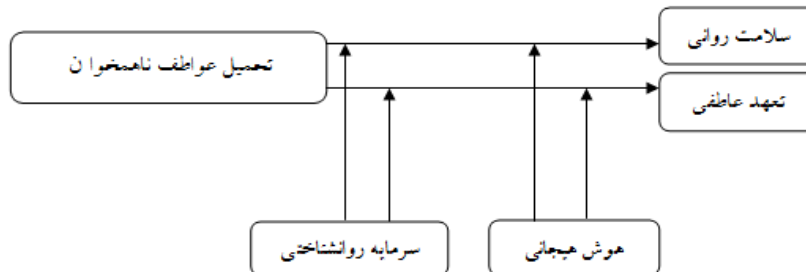 سلامت روانی
تحمیل عواطف ناهمخوا ن
تعهد عاطفی
هوش هیجانی
سرمایه روانشناختی